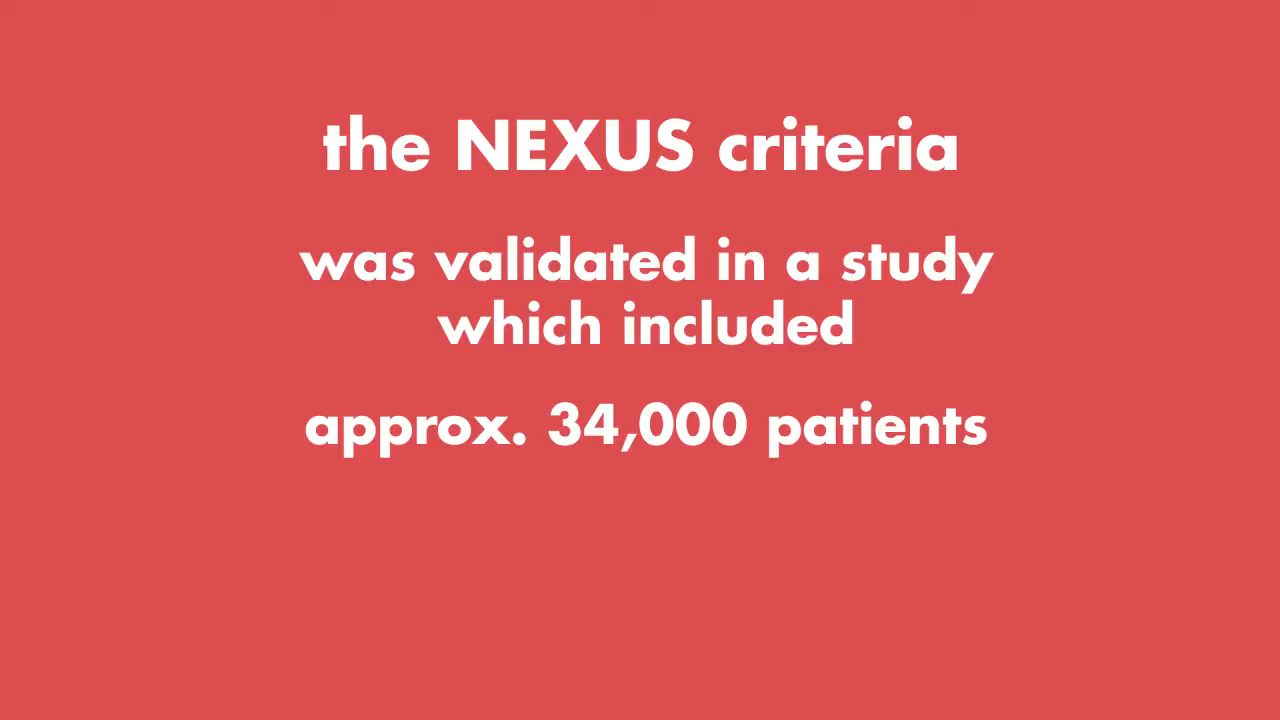 the NEXUS criteria
was validated in a study
which included
approx. 34,000 patients